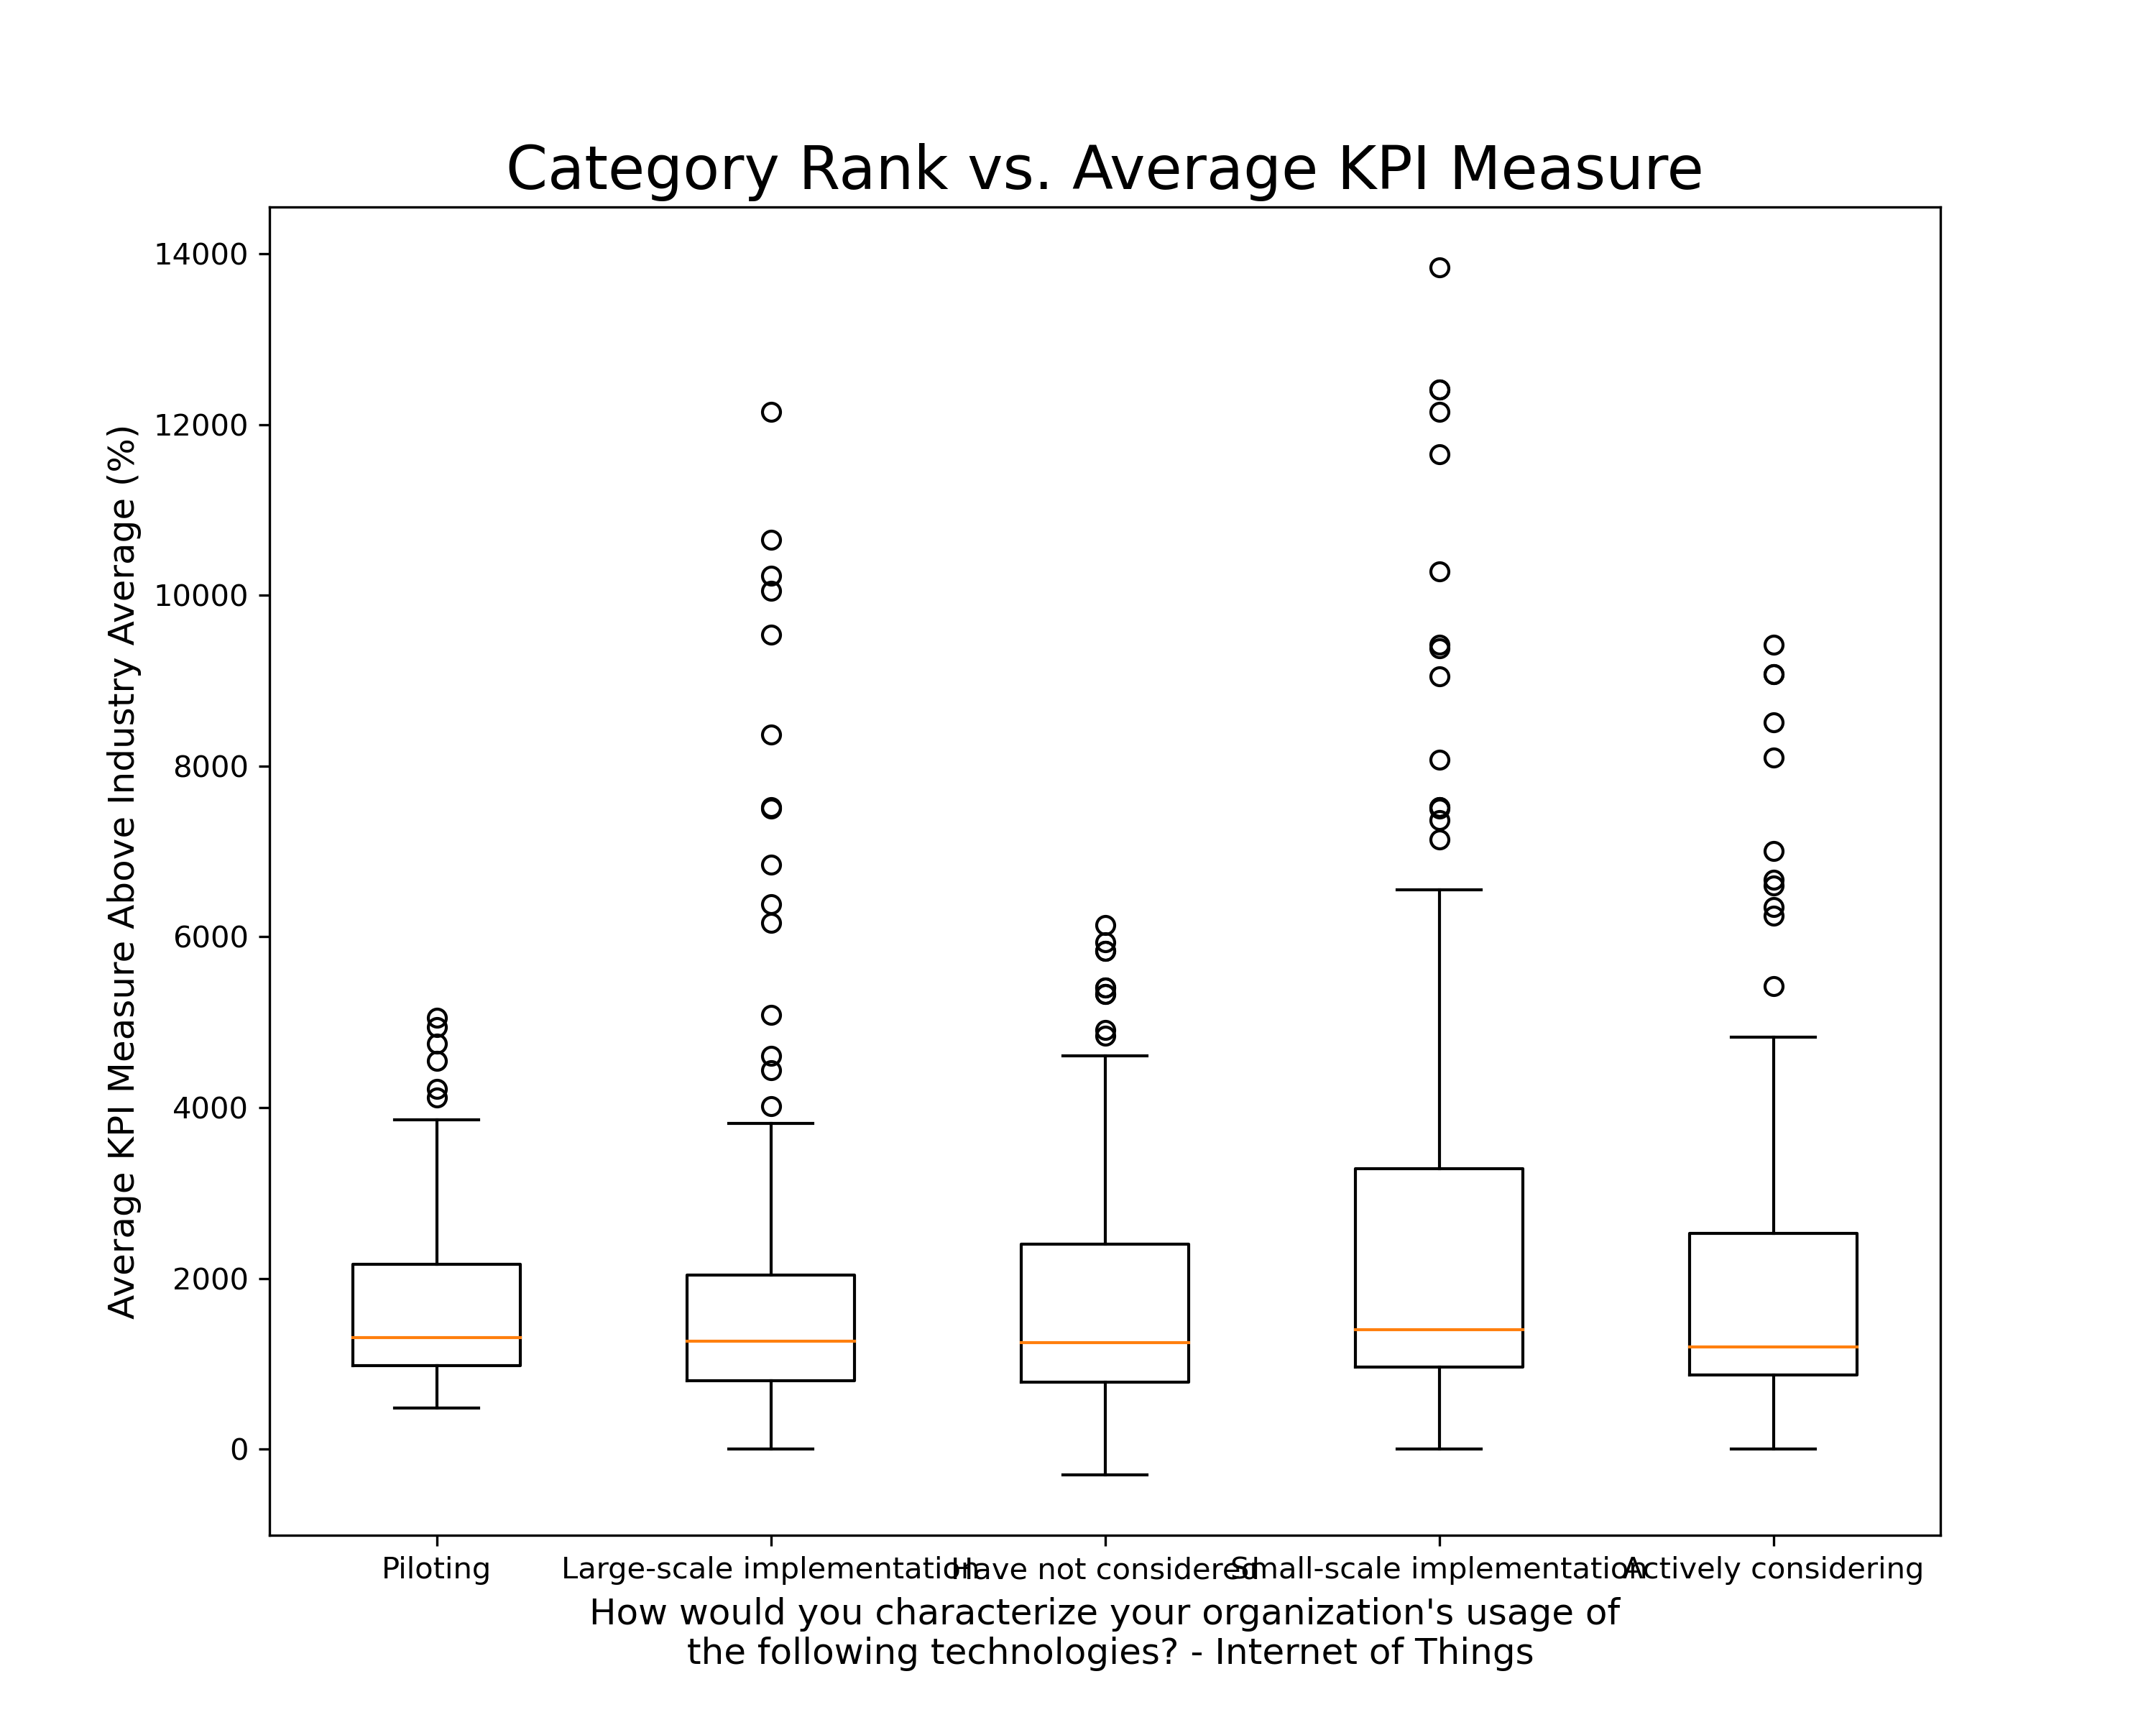 Category Rank vs. Average KPI Measure
Average KPI Measure Above Industry Average (%)
14000
12000
10000
8000
6000
4000
2000
0
Piloting
Large-scale implementation
Have not considered
Small-scale implementation
Actively considering
How would you characterize your organization's usage of
the following technologies? - Internet of Things